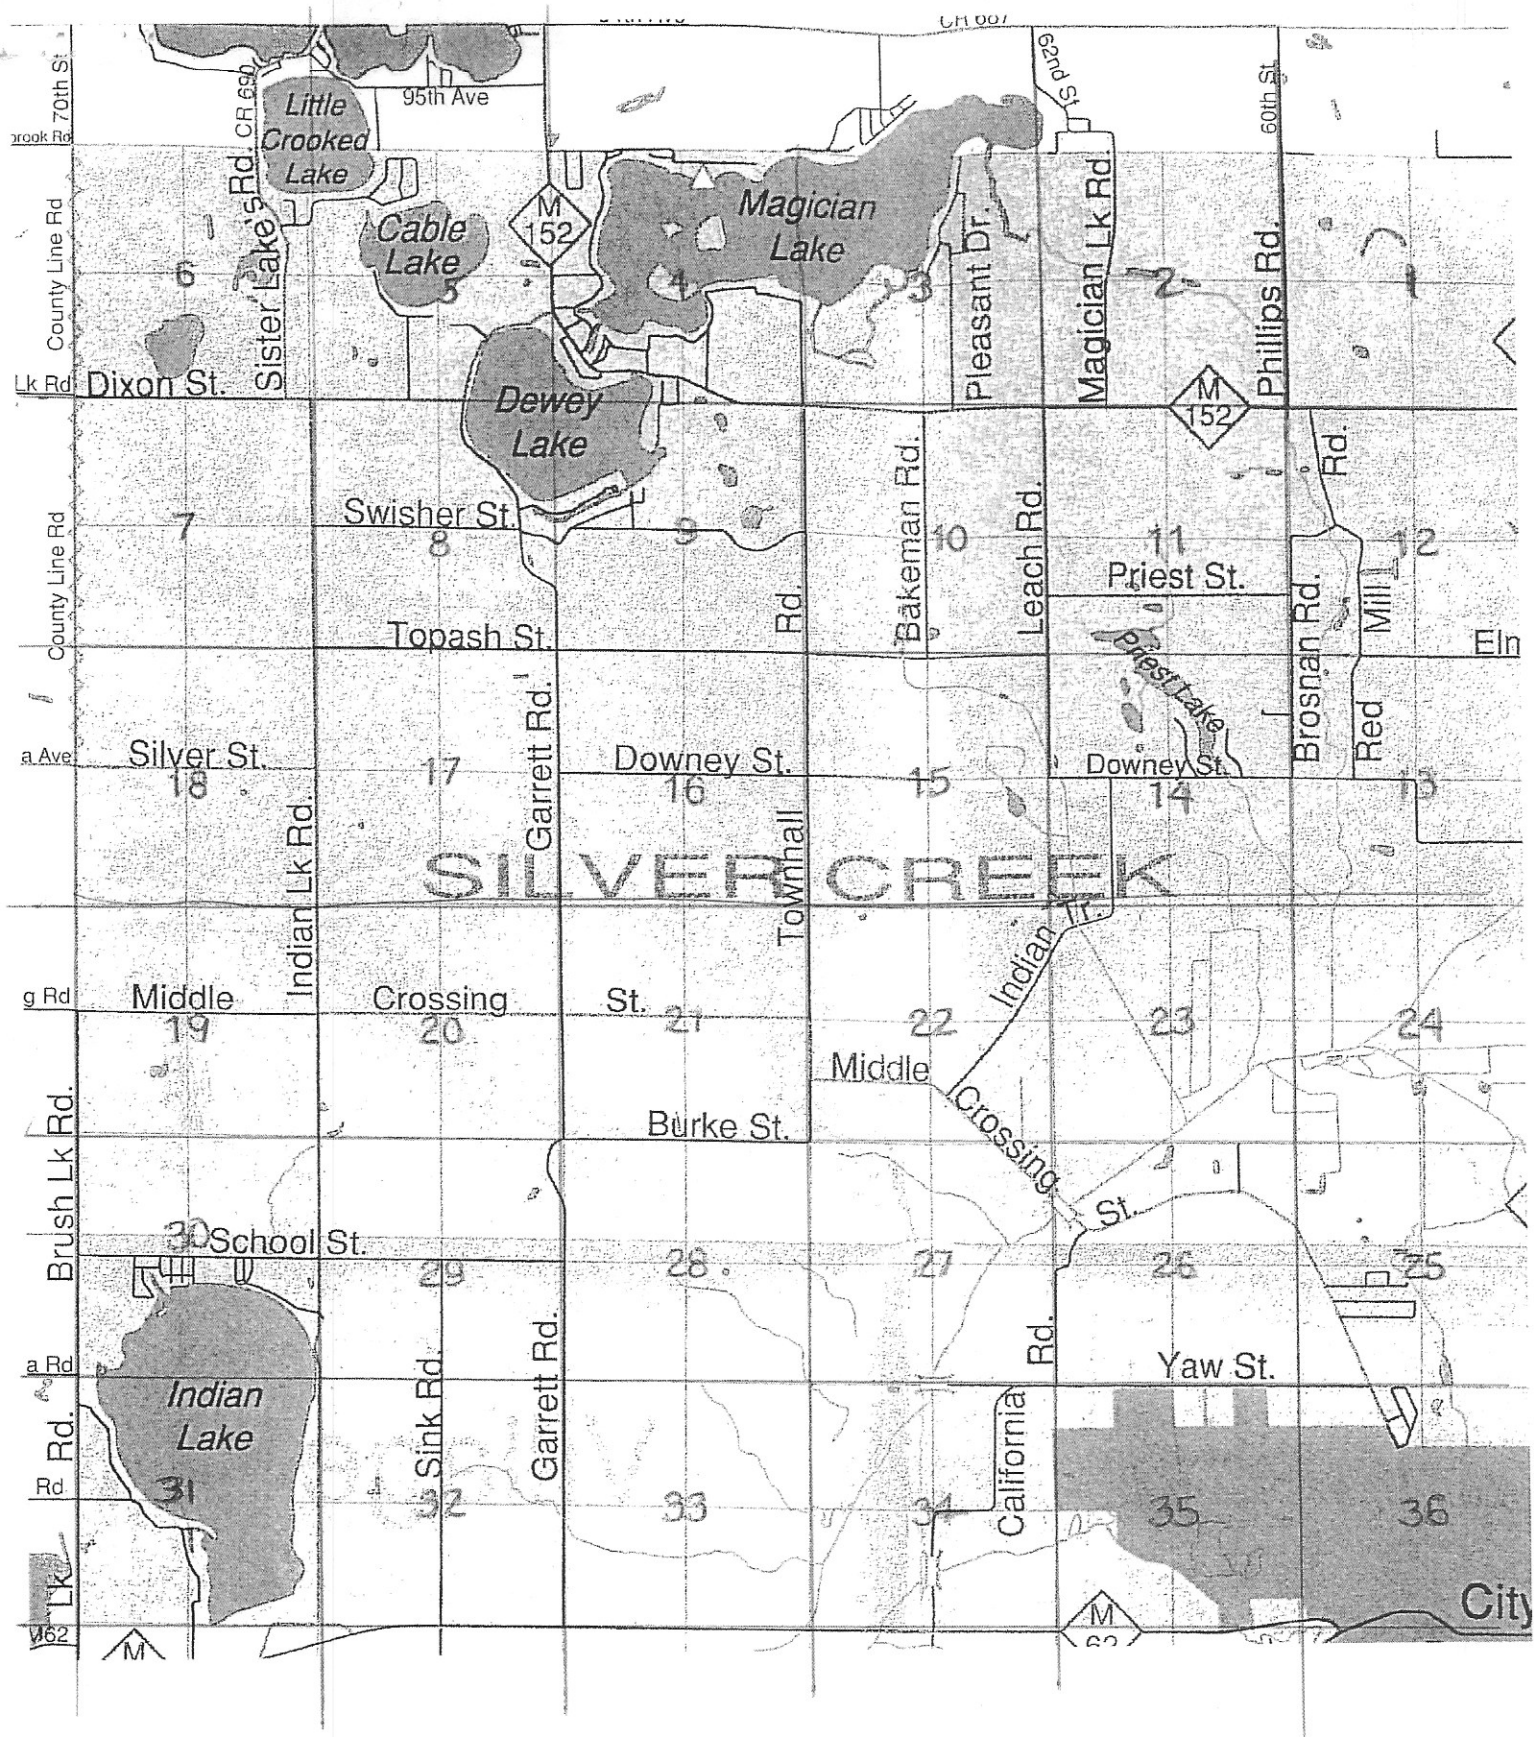 CH 687
70th St
CR 690
95th Ave
62nd St
60th St
Little
Crooked
Lake
County Line Rd
Sister Lake's Rd.
Cable
Lake
M
152
Magician
Lake
Pleasant Dr.
Magician Lk Rd.
Phillips Rd.
6
5
4
3
2
1
Lk Rd
Dixon St.
Dewey
Lake
M
152
Bakeman Rd.
Leach Rd.
Rd.
County Line Rd
7
Swisher St.
8
9
10
11
12
Priest St.
Rd.
Brosnan Rd.
Mill
Red
Topash St.
Eln
Priest Lake
Garrett Rd.
a Ave
Silver St.
18
17
Downey St.
16
15
Downey St.
14
13
Indian Lk Rd.
Townhall
SILVER CREEK
Indian Tr.
g Rd
Middle Crossing St.
19
20
21
22
23
24
Middle
Crossing
St.
Burke St.
Brush Lk Rd.
30
School St.
29
28
27
26
25
Garrett Rd.
Sink Rd.
Rd.
California
Yaw St.
a Rd
Indian
Lake
Rd.
Rd
31
32
33
34
35
36
Lk
City
M
M
62